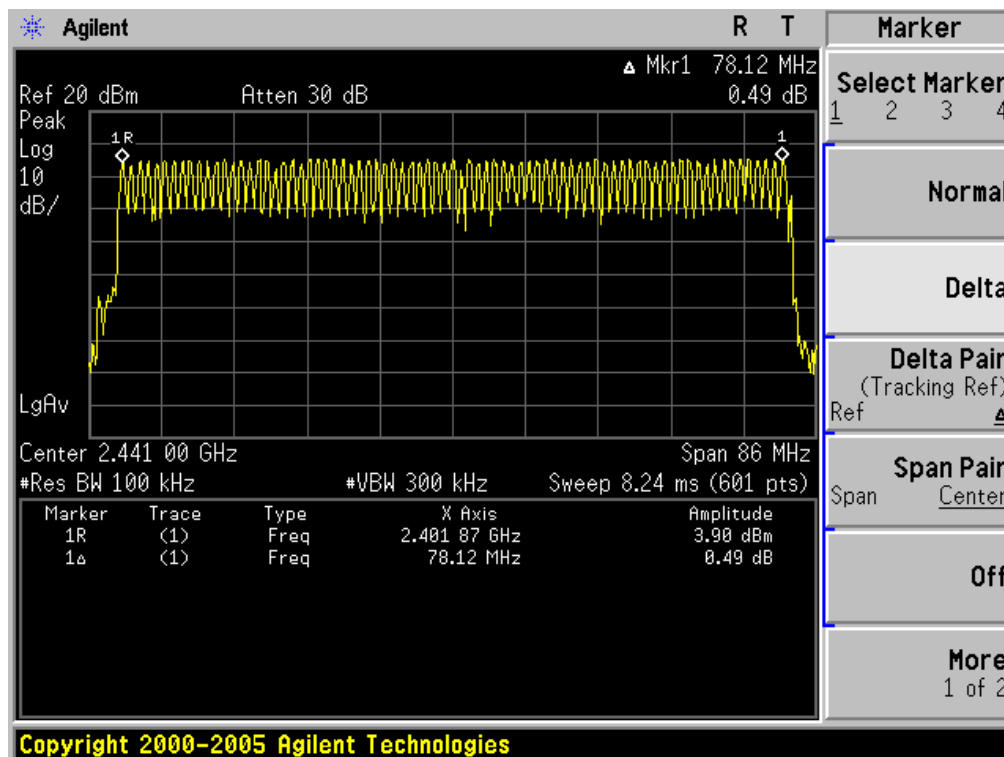 Agilent
R T
Marker
Δ Mkr1 78.12 MHz
Ref 20 dBm Atten 30 dB 0.49 dB
Peak
Log
10
dB/
1R
1
LgAv
Center 2.441 00 GHz Span 86 MHz
#Res BW 100 kHz #VBW 300 kHz Sweep 8.24 ms (601 pts)
Marker Trace Type X Axis Amplitude
1R (1) Freq 2.401 87 GHz 3.90 dBm
1Δ (1) Freq 78.12 MHz 0.49 dB
Select Marker
1 2 3 4
Normal
Delta
Delta Pair
(Tracking Ref)
Ref Δ
Span Pair
Span Center
Off
More
1 of 2
Copyright 2000-2005 Agilent Technologies